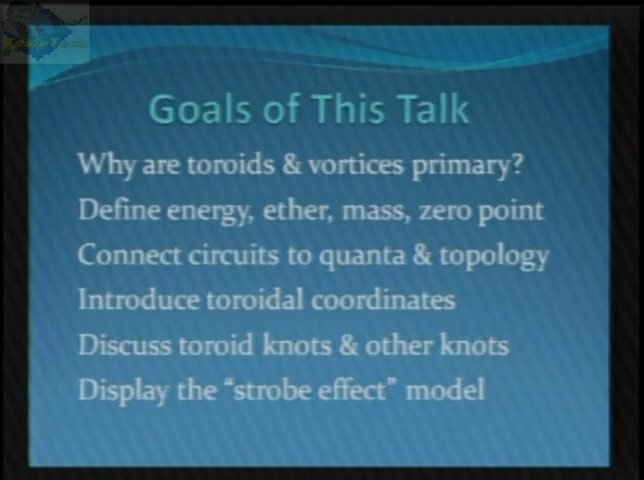 Goals of This Talk
Why are toroids & vortices primary?
Define energy, ether, mass, zero point
Connect circuits to quanta & topology
Introduce toroidal coordinates
Discuss toroid knots & other knots
Display the “strobe effect” model